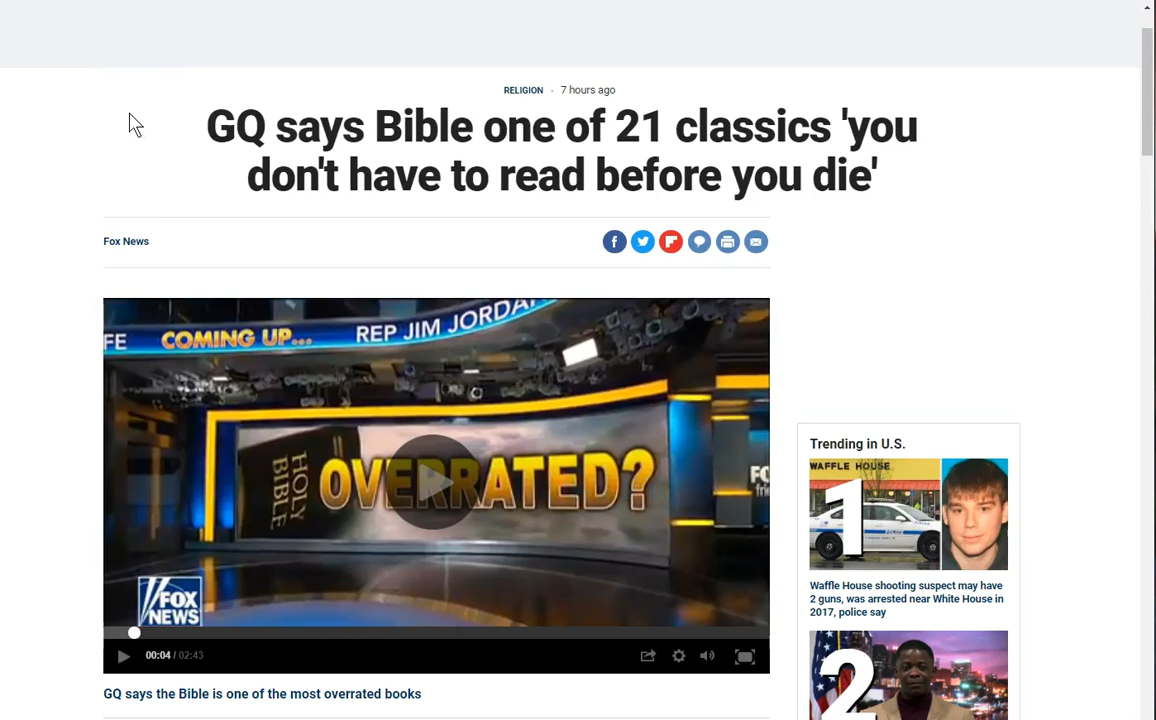 RELIGION · 7 hours ago
GQ says Bible one of 21 classics 'you
don't have to read before you die'
Fox News
FE COMING UP... REP JIM JORDAN
HOLY
BIBLE
OVERRATED?
FOX
NEWS
00:04 / 02:43
GQ says the Bible is one of the most overrated books
Trending in U.S.
WAFFLE HOUSE
1
POLICE
Waffle House shooting suspect may have
2 guns, was arrested near White House in
2017, police say
2